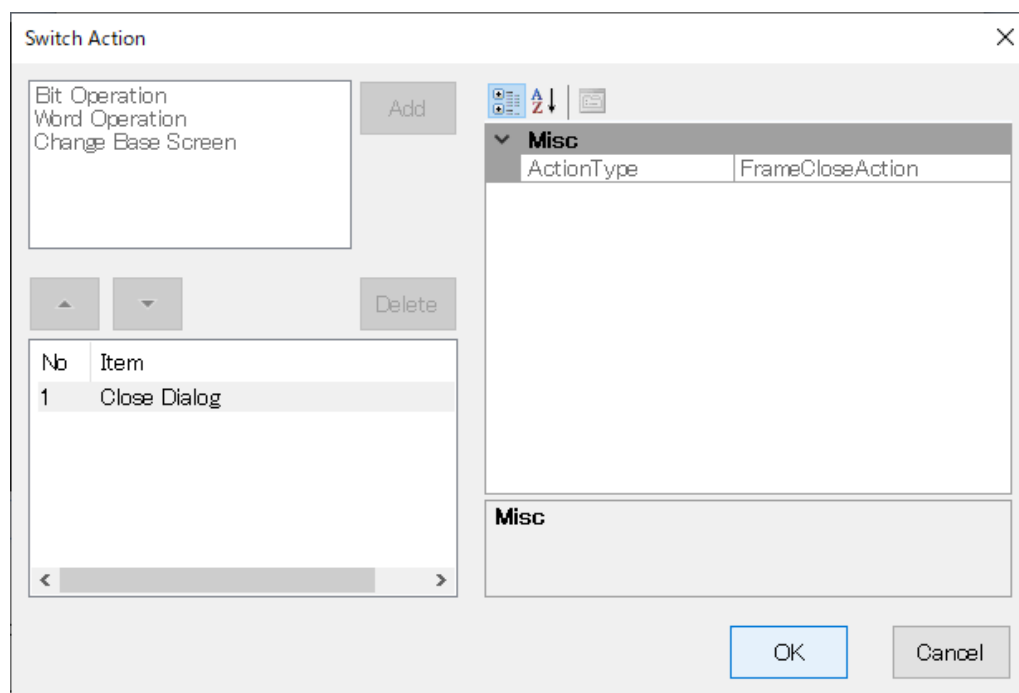 Switch Action
Bit Operation
Word Operation
Change Base Screen
Add
Delete
No Item
1 Close Dialog
Misc
ActionType FrameCloseAction
Misc
OK Cancel